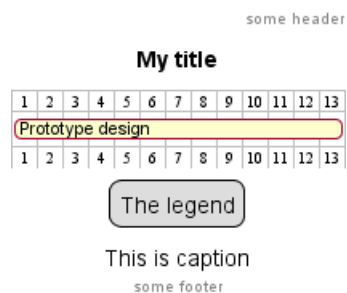 some header
My title
1 2 3 4 5 6 7 8 9 10 11 12 13
Prototype design
1 2 3 4 5 6 7 8 9 10 11 12 13
The legend
This is caption
some footer